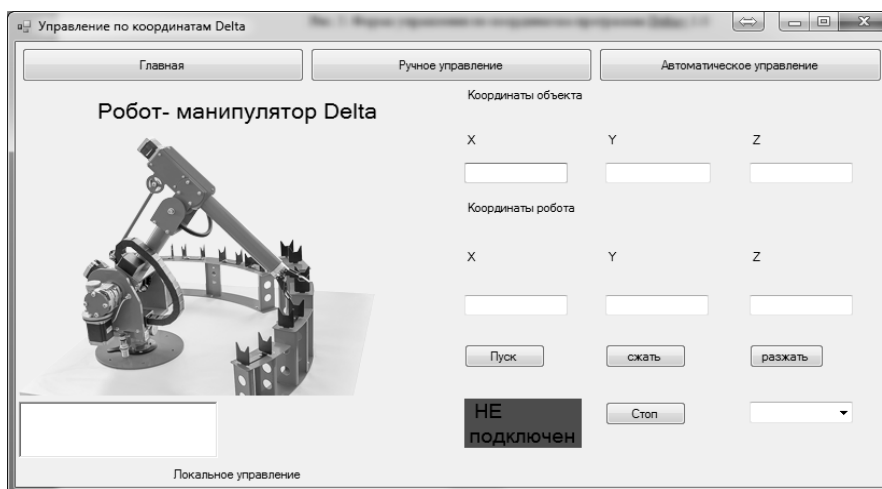 Управление по координатам Delta
Главная
Ручное управление
Автоматическое управление
Робот- манипулятор Delta
Координаты объекта
X Y Z
Координаты робота
X Y Z
Пуск
сжать
разжать
НЕ
подключен
Стоп
Локальное управление